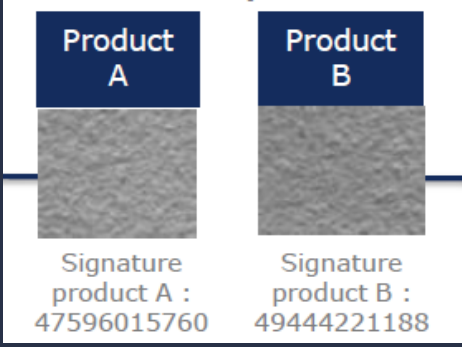 Product
A
Signature
product A :
47596015760
Product
B
Signature
product B :
49444221188